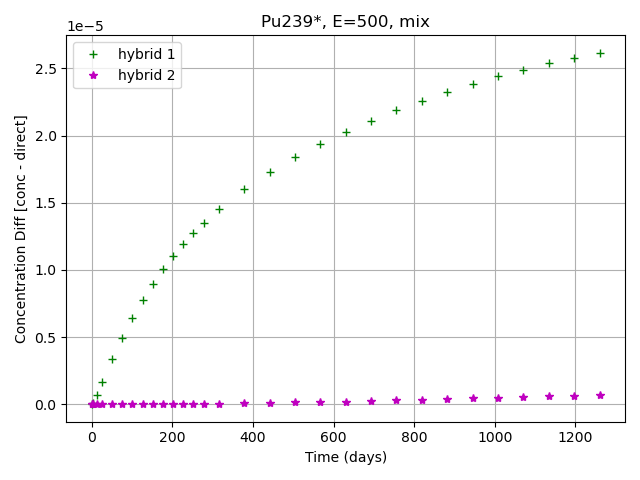 Pu239*, E=500, mix
1e−5
hybrid 1
hybrid 2
2.5
2.0
1.5
1.0
0.5
0.0
Concentration Diff [conc - direct]
0 200 400 600 800 1000 1200
Time (days)